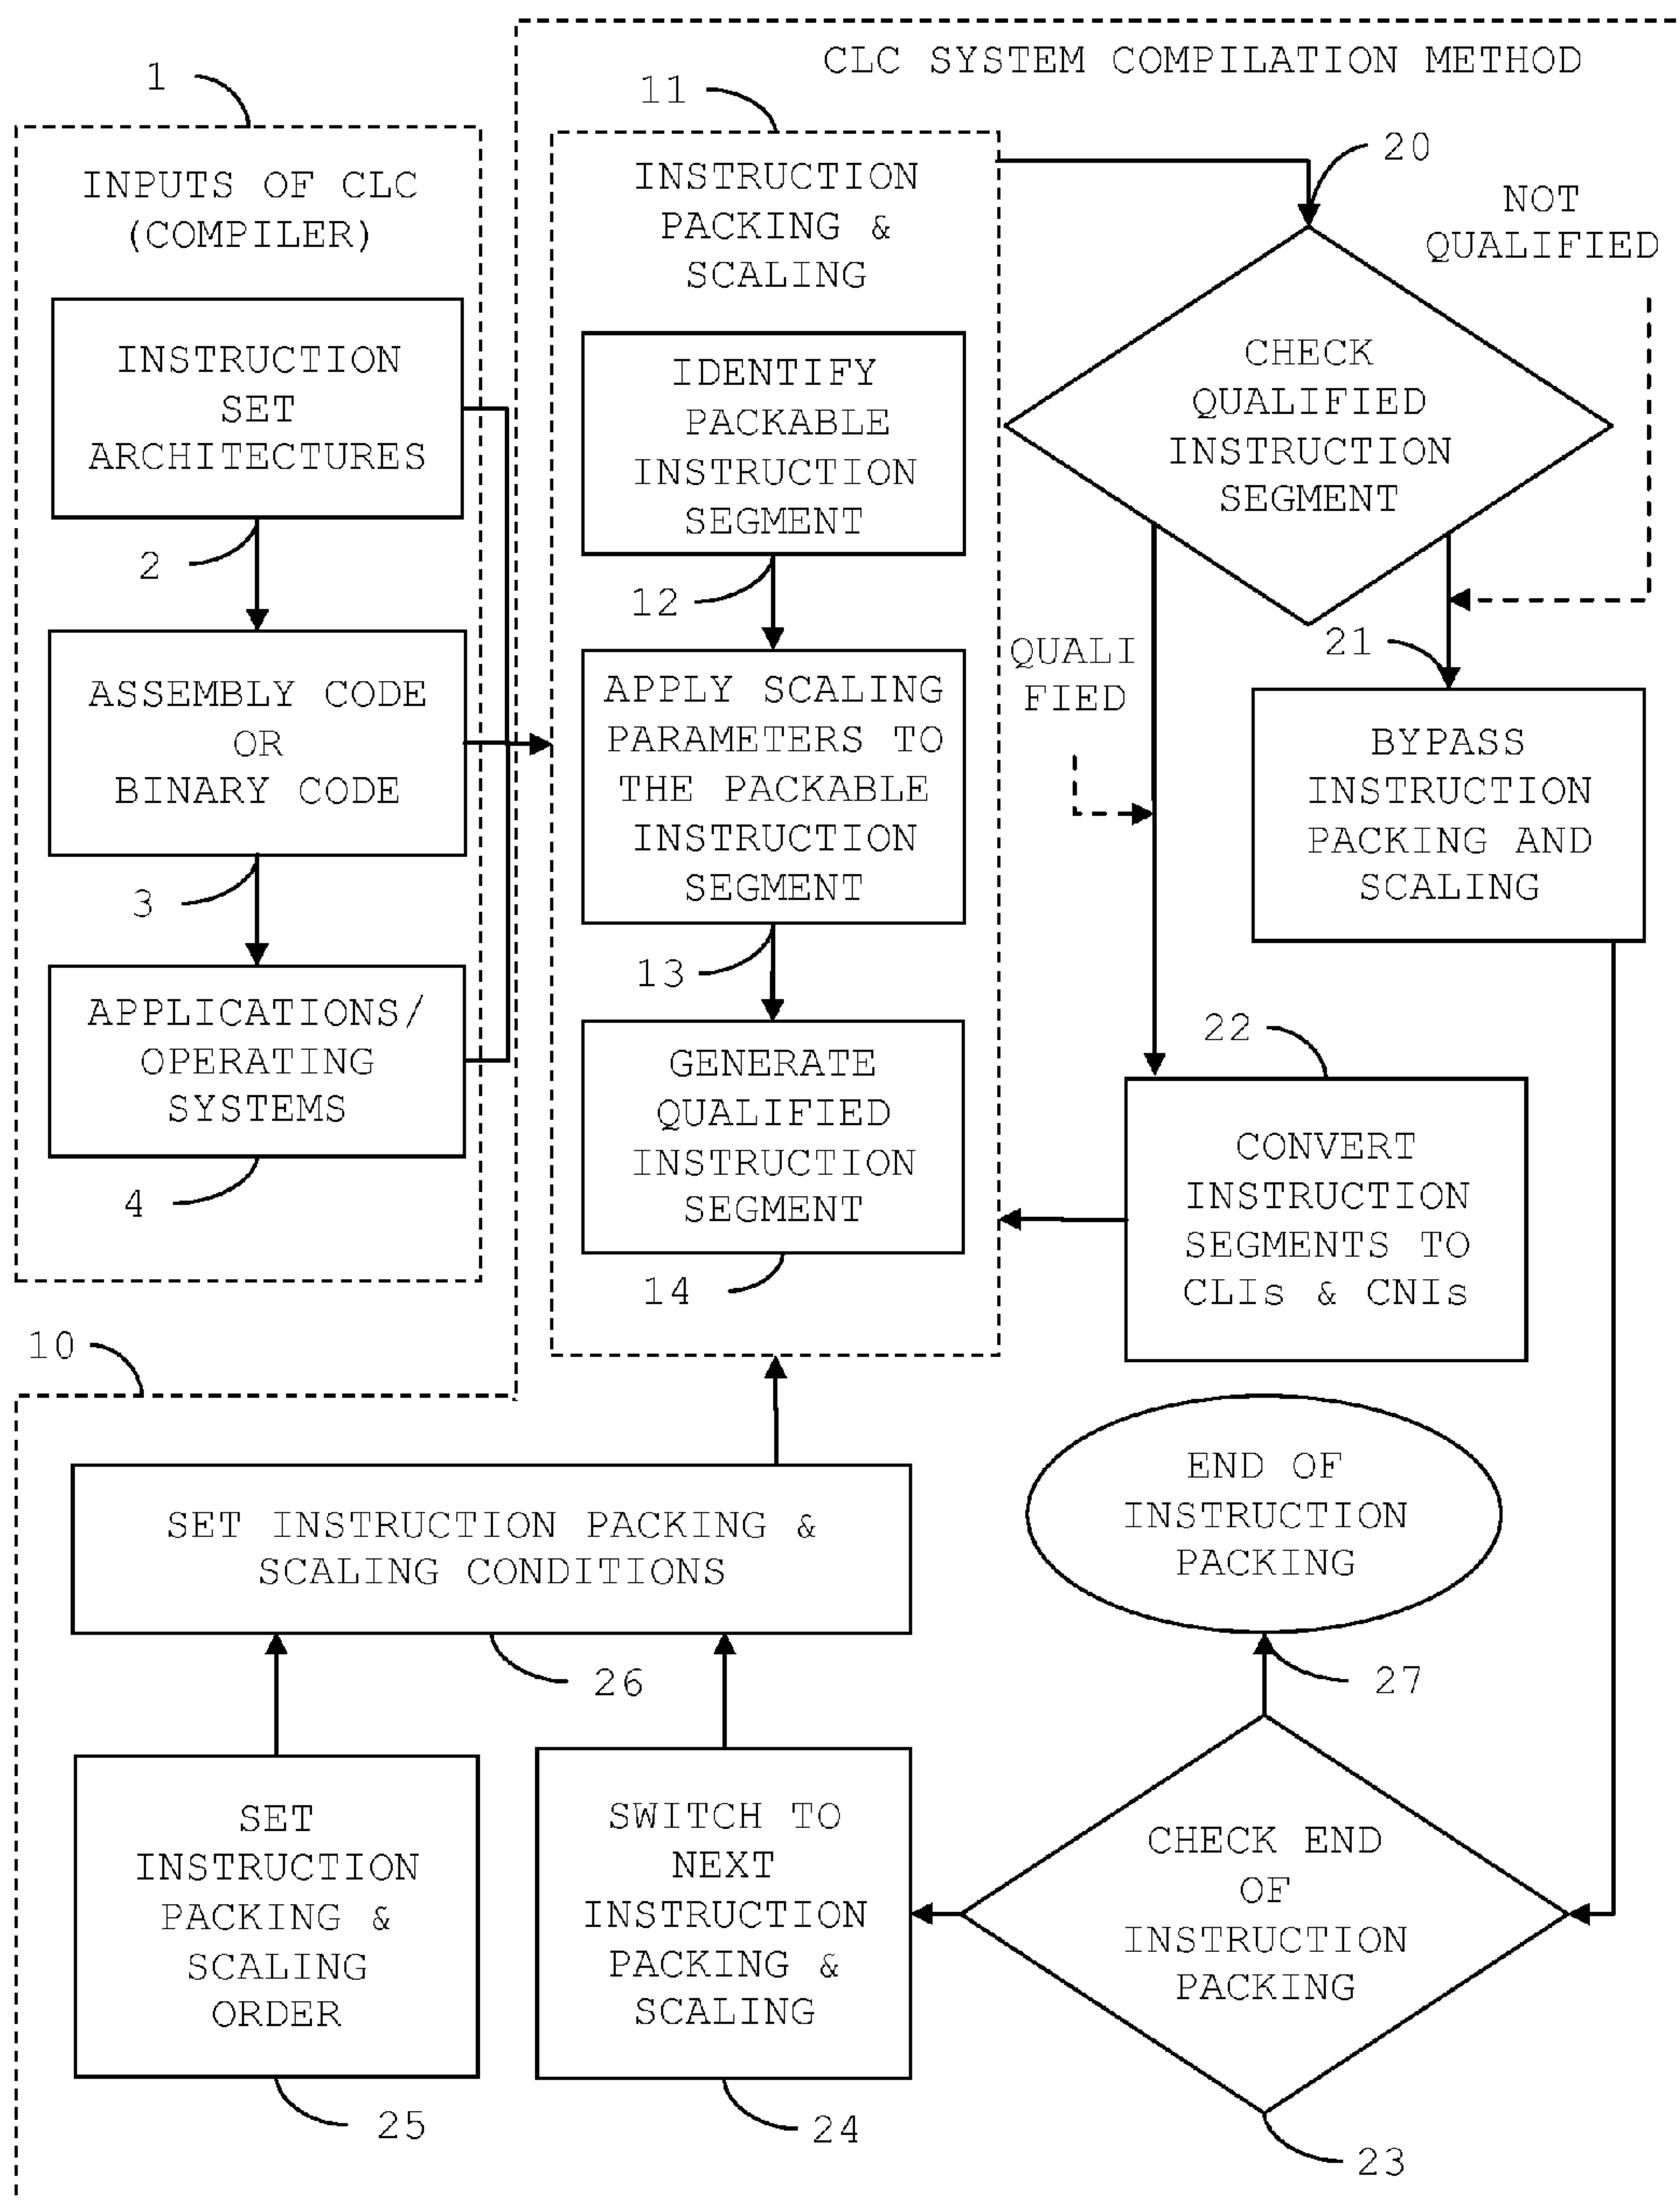 CLC SYSTEM COMPILATION METHOD
1
INPUTS OF CLC
(COMPILER)
INSTRUCTION
SET
ARCHITECTURES
2
ASSEMBLY CODE
OR
BINARY CODE
3
APPLICATIONS/
OPERATING
SYSTEMS
4
11
INSTRUCTION
PACKING &
SCALING
IDENTIFY
PACKABLE
INSTRUCTION
SEGMENT
12
APPLY SCALING
PARAMETERS TO
THE PACKABLE
INSTRUCTION
SEGMENT
13
GENERATE
QUALIFIED
INSTRUCTION
SEGMENT
14
20
NOT
QUALIFIED
CHECK
QUALIFIED
INSTRUCTION
SEGMENT
QUALI
FIED
21
BYPASS
INSTRUCTION
PACKING AND
SCALING
22
CONVERT
INSTRUCTION
SEGMENTS TO
CLIs & CNIs
10
SET INSTRUCTION PACKING &
SCALING CONDITIONS
26
END OF
INSTRUCTION
PACKING
27
SET
INSTRUCTION
PACKING &
SCALING
ORDER
25
SWITCH TO
NEXT
INSTRUCTION
PACKING &
SCALING
24
CHECK END
OF
INSTRUCTION
PACKING
23